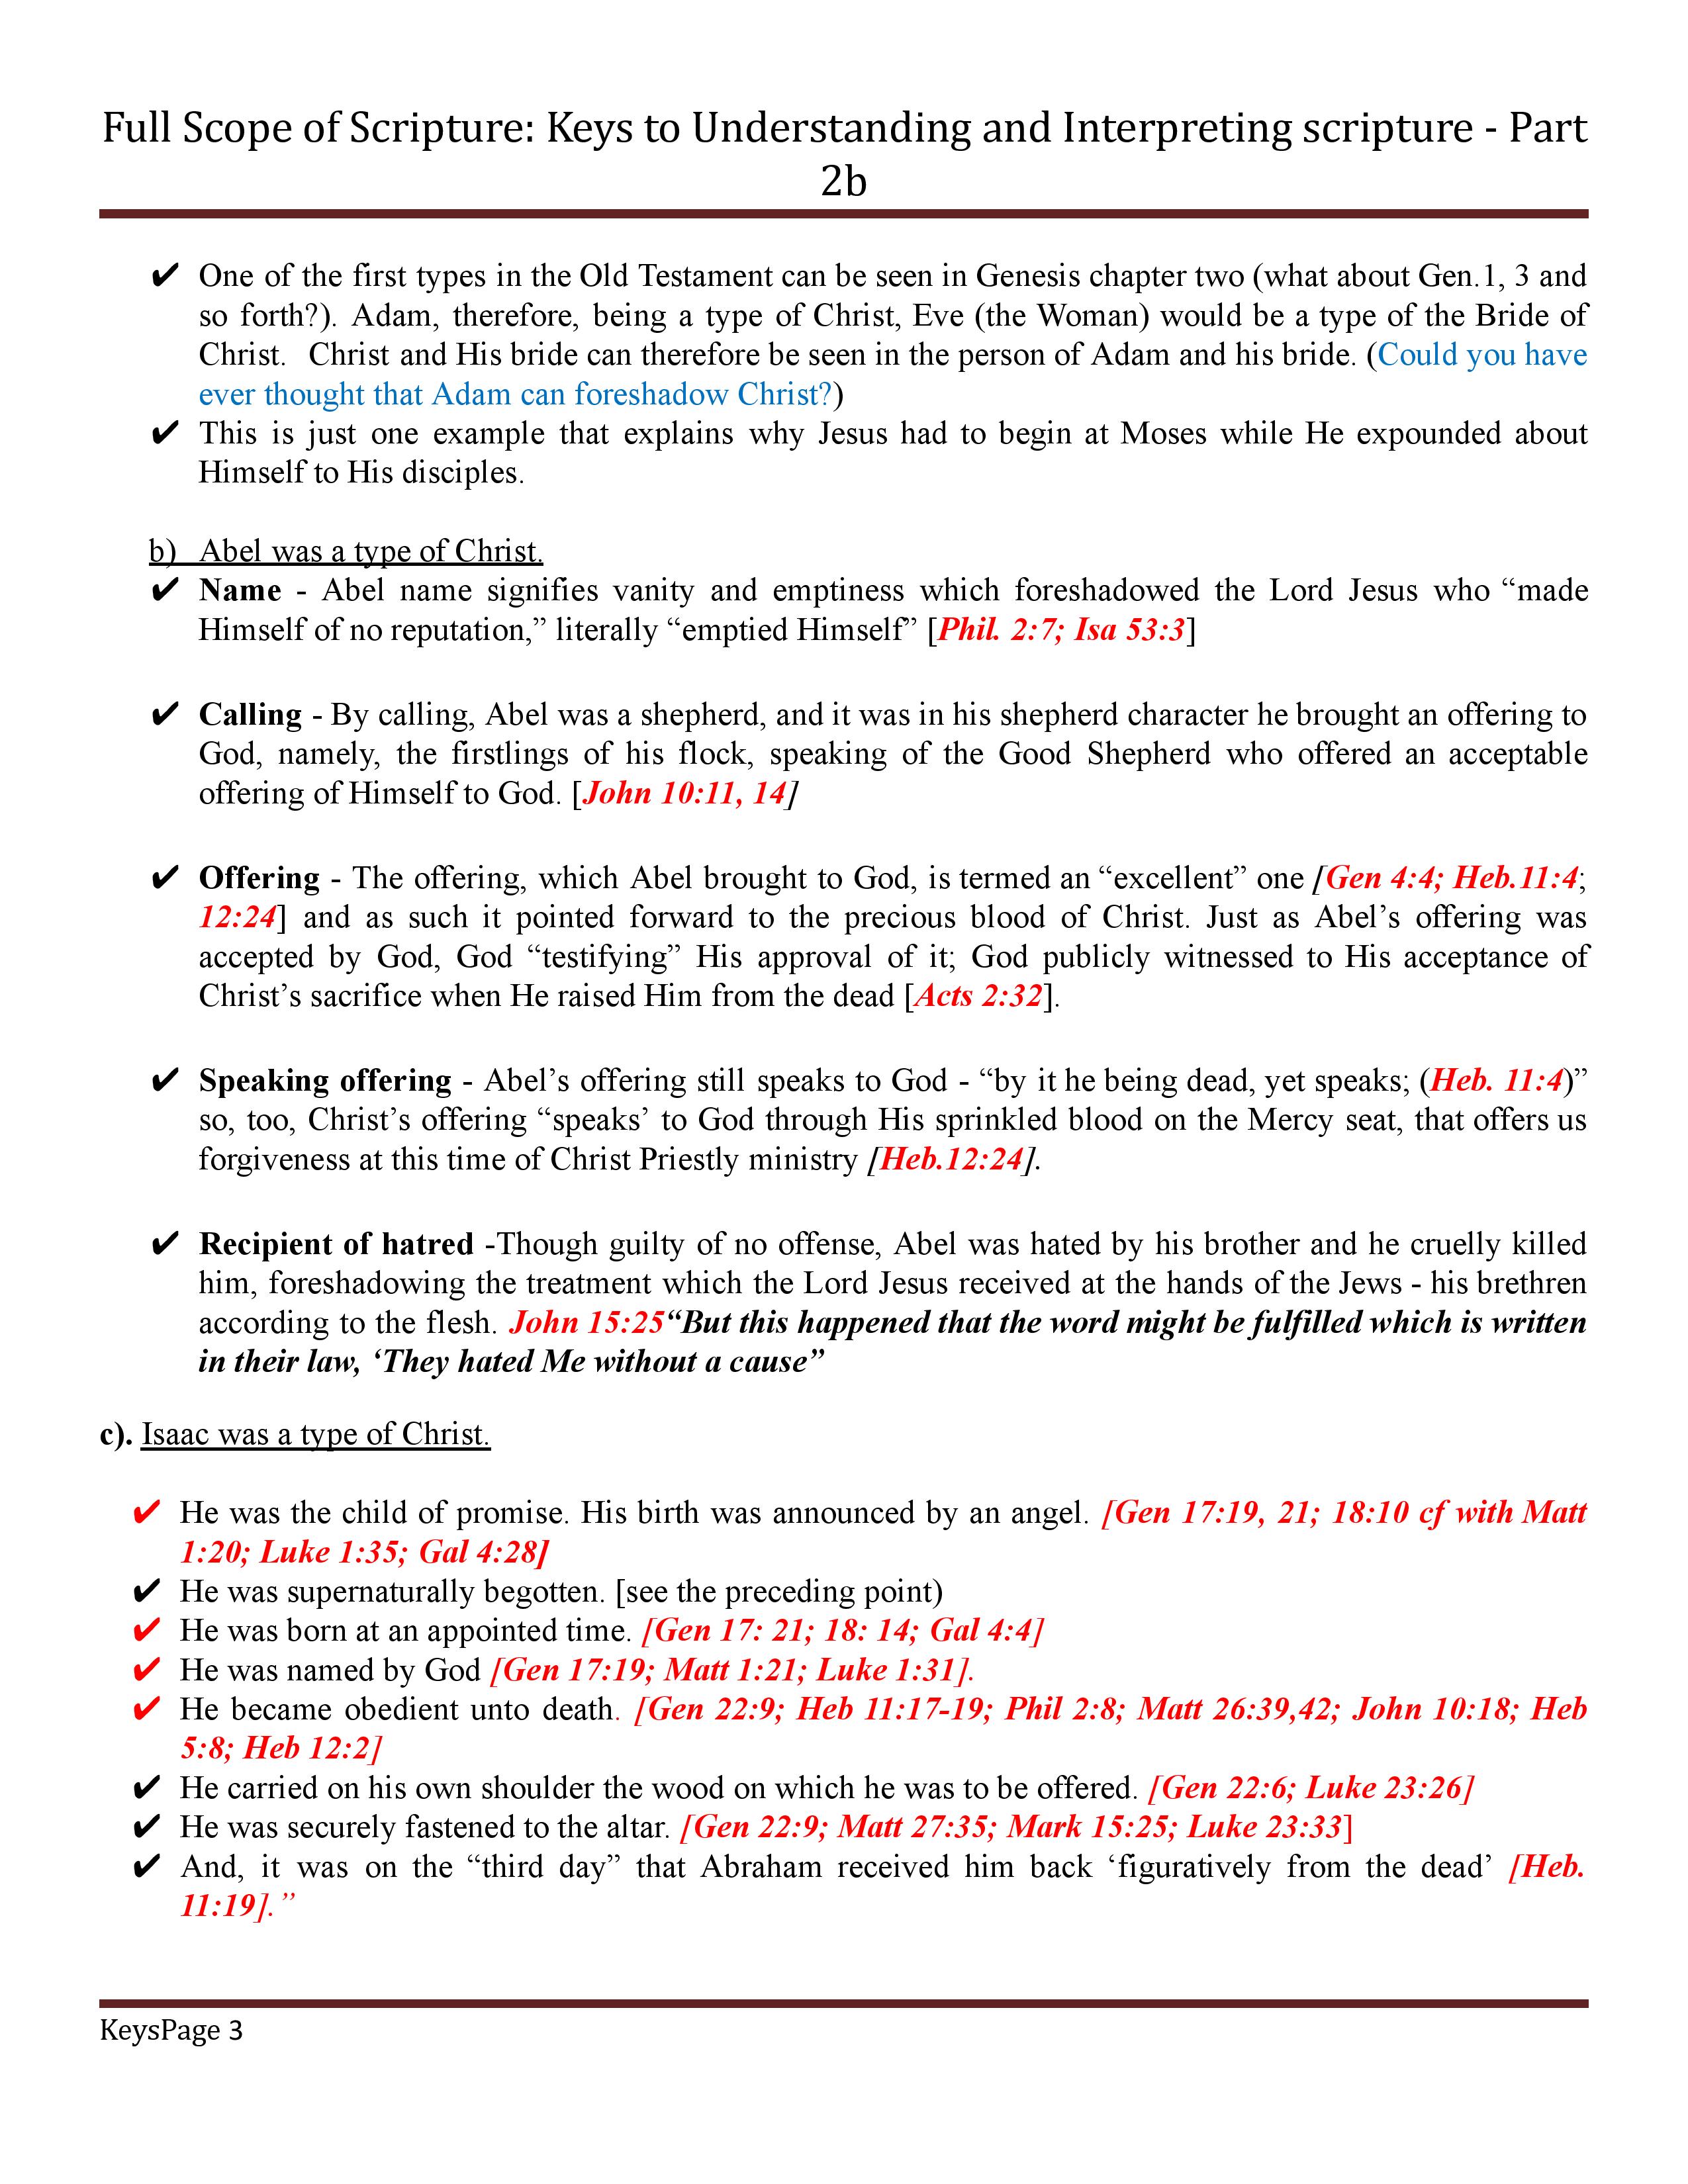 Full Scope of Scripture: Keys to Understanding and Interpreting scripture - Part
2b
✔ One of the first types in the Old Testament can be seen in Genesis chapter two (what about Gen.1, 3 and
so forth?). Adam, therefore, being a type of Christ, Eve (the Woman) would be a type of the Bride of
Christ. Christ and His bride can therefore be seen in the person of Adam and his bride. (Could you have
ever thought that Adam can foreshadow Christ?)
✔ This is just one example that explains why Jesus had to begin at Moses while He expounded about
Himself to His disciples.
b) Abel was a type of Christ.
✔ Name - Abel name signifies vanity and emptiness which foreshadowed the Lord Jesus who “made
Himself of no reputation,” literally “emptied Himself” [Phil. 2:7; Isa 53:3]
✔ Calling - By calling, Abel was a shepherd, and it was in his shepherd character he brought an offering to
God, namely, the firstlings of his flock, speaking of the Good Shepherd who offered an acceptable
offering of Himself to God. [John 10:11, 14]
✔ Offering - The offering, which Abel brought to God, is termed an “excellent” one [Gen 4:4; Heb.11:4;
12:24] and as such it pointed forward to the precious blood of Christ. Just as Abel’s offering was
accepted by God, God “testifying” His approval of it; God publicly witnessed to His acceptance of
Christ’s sacrifice when He raised Him from the dead [Acts 2:32].
✔ Speaking offering - Abel’s offering still speaks to God - “by it he being dead, yet speaks; (Heb. 11:4)”
so, too, Christ’s offering “speaks’ to God through His sprinkled blood on the Mercy seat, that offers us
forgiveness at this time of Christ Priestly ministry [Heb.12:24].
✔ Recipient of hatred -Though guilty of no offense, Abel was hated by his brother and he cruelly killed
him, foreshadowing the treatment which the Lord Jesus received at the hands of the Jews - his brethren
according to the flesh. John 15:25“But this happened that the word might be fulfilled which is written
in their law, ‘They hated Me without a cause”
c). Isaac was a type of Christ.
✔ He was the child of promise. His birth was announced by an angel. [Gen 17:19, 21; 18:10 cf with Matt
1:20; Luke 1:35; Gal 4:28]
✔ He was supernaturally begotten. [see the preceding point)
✔ He was born at an appointed time. [Gen 17: 21; 18: 14; Gal 4:4]
✔ He was named by God [Gen 17:19; Matt 1:21; Luke 1:31].
✔ He became obedient unto death. [Gen 22:9; Heb 11:17-19; Phil 2:8; Matt 26:39,42; John 10:18; Heb
5:8; Heb 12:2]
✔ He carried on his own shoulder the wood on which he was to be offered. [Gen 22:6; Luke 23:26]
✔ He was securely fastened to the altar. [Gen 22:9; Matt 27:35; Mark 15:25; Luke 23:33]
✔ And, it was on the “third day” that Abraham received him back ‘figuratively from the dead’ [Heb.
11:19].”
KeysPage 3